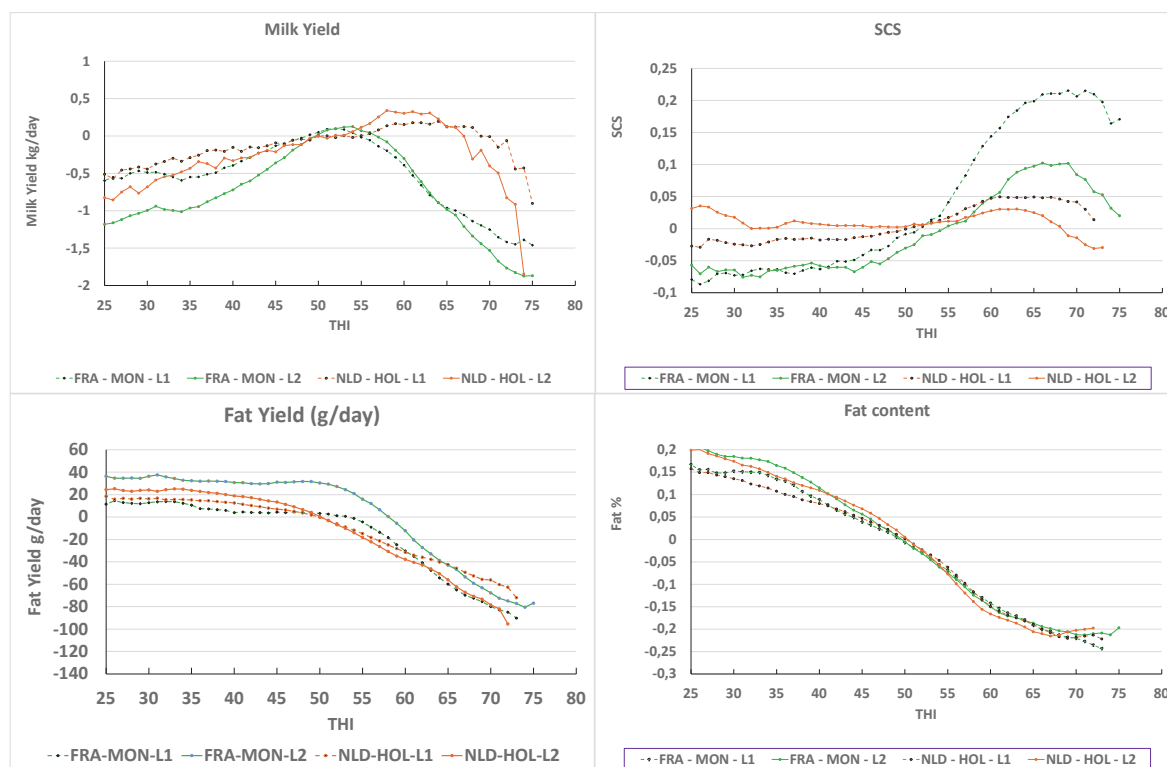 Milk Yield
1
0,5
0
-0,5
-1
-1,5
-2
Milk Yield kg/day
25 30 35 40 45 50 55 60 65 70 75 80
THI
FRA - MON - L1 FRA - MON - L2 NLD - HOL - L1 NLD - HOL - L2
SCS
0,25
0,2
0,15
0,1
0,05
0
-0,05
-0,1
SCS
25 30 35 40 45 50 55 60 65 70 75 80
THI
FRA - MON - L1 FRA - MON - L2 NLD - HOL - L1 NLD - HOL - L2
Fat Yield (g/day)
60
40
20
0
-20
-40
-60
-80
-100
-120
-140
Fat Yield g/day
25 30 35 40 45 50 55 60 65 70 75 80
THI
FRA-MON-L1 FRA-MON-L2 NLD-HOL-L1 NLD-HOL-L2
Fat content
0,2
0,15
0,1
0,05
0
-0,05
-0,1
-0,15
-0,2
-0,25
-0,3
Fat %
25 30 35 40 45 50 55 60 65 70 75 80
THI
FRA - MON - L1 FRA - MON - L2 NLD - HOL - L1 NLD - HOL - L2